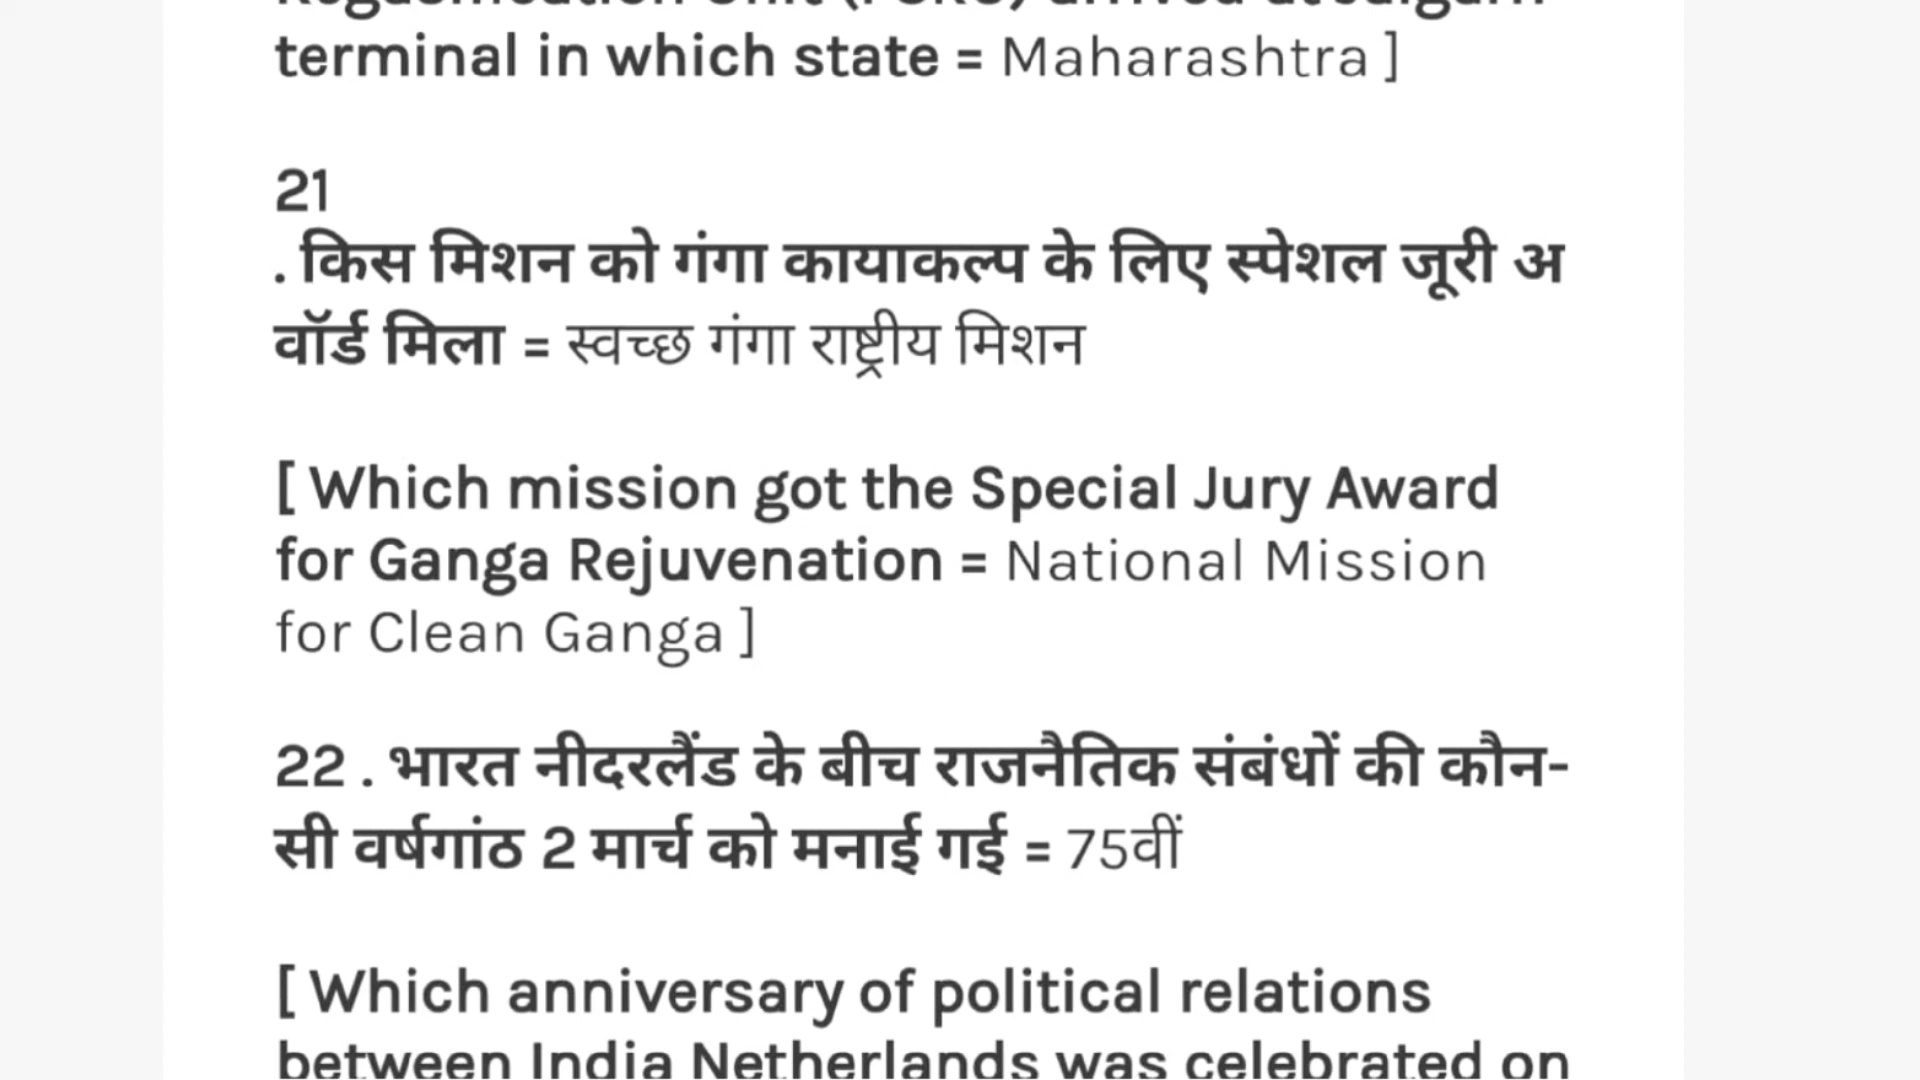 terminal in which state = Maharashtra ]
21
. किस मिशन को गंगा कायाकल्प के लिए स्पेशल जूरी अ
वॉर्ड मिला = स्वच्छ गंगा राष्ट्रीय मिशन
[ Which mission got the Special Jury Award
for Ganga Rejuvenation = National Mission
for Clean Ganga ]
22 . भारत नीदरलैंड के बीच राजनैतिक संबंधों की कौन-
सी वर्षगांठ 2 मार्च को मनाई गई = 75वीं
[ Which anniversary of political relations
between India Netherlands was celebrated on